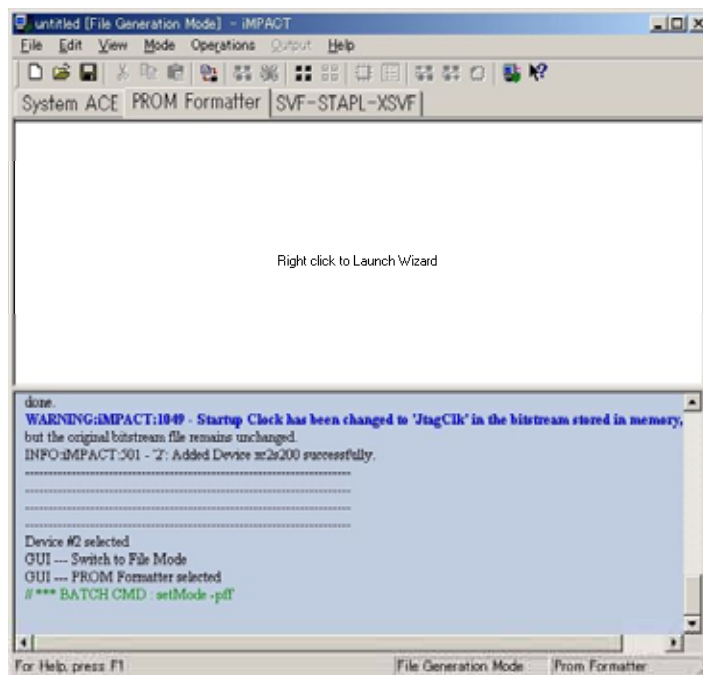 untitled [File Generation Mode] - iMPACT
File Edit View Mode Operations Output Help
System ACE PROM Formatter SVF-STAPL-XSVF
Right click to Launch Wizard
done.
WARNING:iMPACT:1049 - Startup Clock has been changed to 'JtagClk' in the bitstream stored in memory,
but the original bitstream file remains unchanged.
INFO:iMPACT:501 - '2': Added Device xc2s200 successfully.
----------------------------------------------------------------------
----------------------------------------------------------------------
----------------------------------------------------------------------
----------------------------------------------------------------------
Device #2 selected
GUI --- Switch to File Mode
GUI --- PROM Formatter selected
// *** BATCH CMD : setMode -pff
For Help, press F1 File Generation Mode Prom Formatter